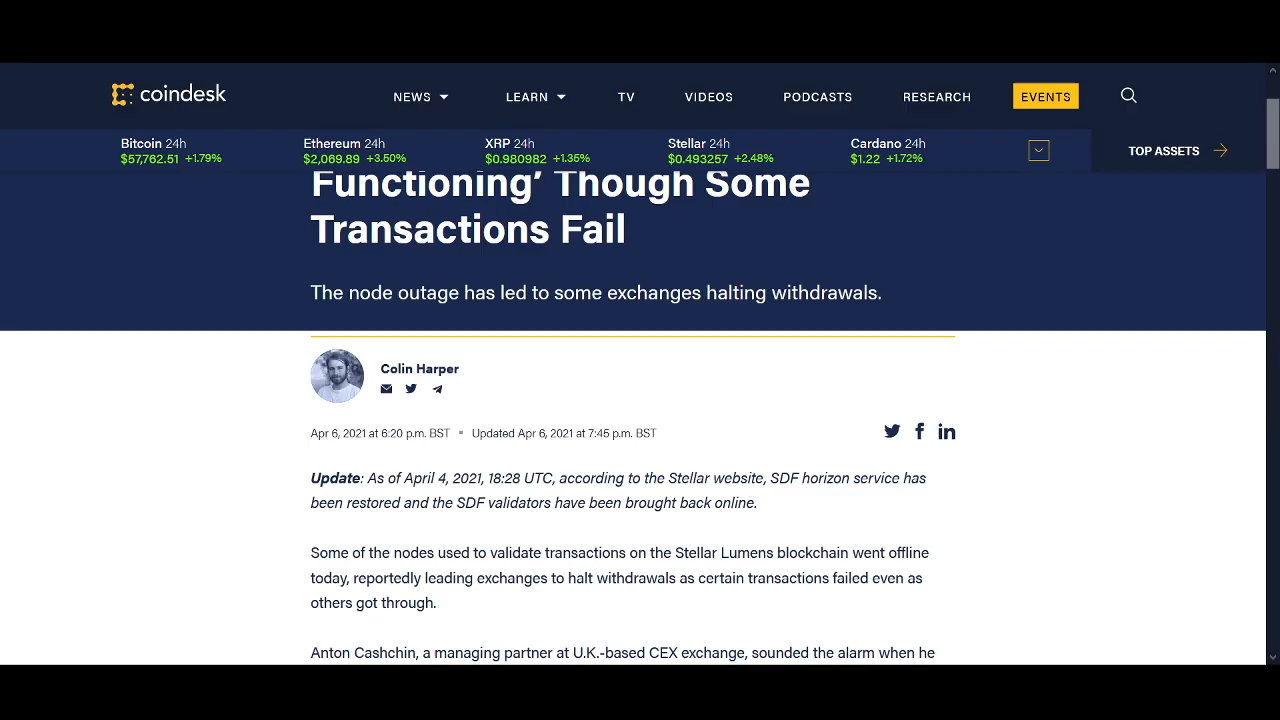 coindesk
NEWS LEARN TV VIDEOS PODCASTS RESEARCH EVENTS
Bitcoin 24h Ethereum 24h XRP 24h Stellar 24h Cardano 24h
$57,762.51 +1.79% $2,069.89 +3.50% $0.980982 +1.35% $0.493257 +2.48% $1.22 +1.72%
TOP ASSETS
Functioning’ Though Some
Transactions Fail
The node outage has led to some exchanges halting withdrawals.
Colin Harper
Apr 6, 2021 at 6:20 p.m. BST Updated Apr 6, 2021 at 7:45 p.m. BST
Update: As of April 4, 2021, 18:28 UTC, according to the Stellar website, SDF horizon service has
been restored and the SDF validators have been brought back online.
Some of the nodes used to validate transactions on the Stellar Lumens blockchain went offline
today, reportedly leading exchanges to halt withdrawals as certain transactions failed even as
others got through.
Anton Cashchin, a managing partner at U.K.-based CEX exchange, sounded the alarm when he